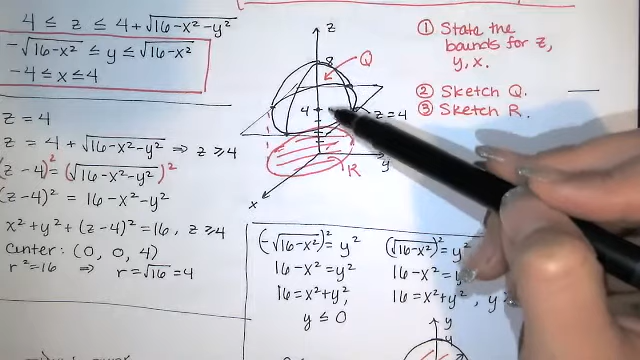 4 ≤ z ≤ 4 + √16-x²-y²
-√16-x² ≤ y ≤ √16-x²
-4 ≤ x ≤ 4
z = 4
z = 4 + √16-x²-y² ⇒ z ≥ 4
(z - 4)² = (√16-x²-y²)²
(z - 4)² = 16 - x² - y²
x² + y² + (z-4)² = 16, z ≥ 4
Center: (0, 0, 4)
r² = 16 ⇒ r = √16 = 4
z
8
Q
4
z = 4
y
R
x
① State the
bounds for z,
y, x.
② Sketch Q.
③ Sketch R.
(-√16-x²)² = y²
16 - x² = y²
16 = x² + y²,
y ≤ 0
(√16-x²)² = y²
16 - x² = y²
16 = x² + y², y
y